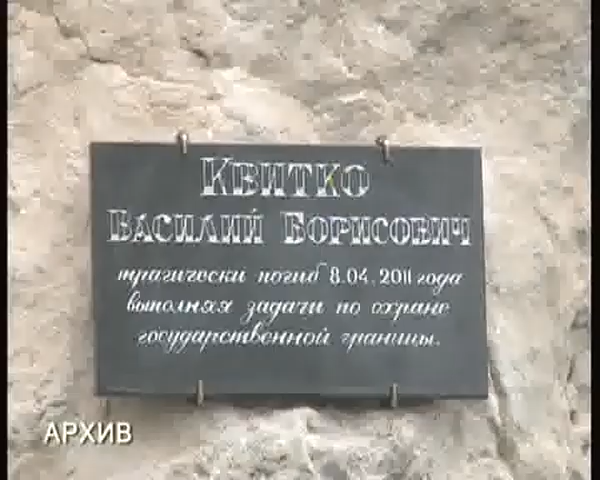 КВИТКО
ВАСИЛИЙ БОРИСОВИЧ
трагически погиб 8.04.2011 года
выполняя задачи по охране
государственной границы.
АРХИВ